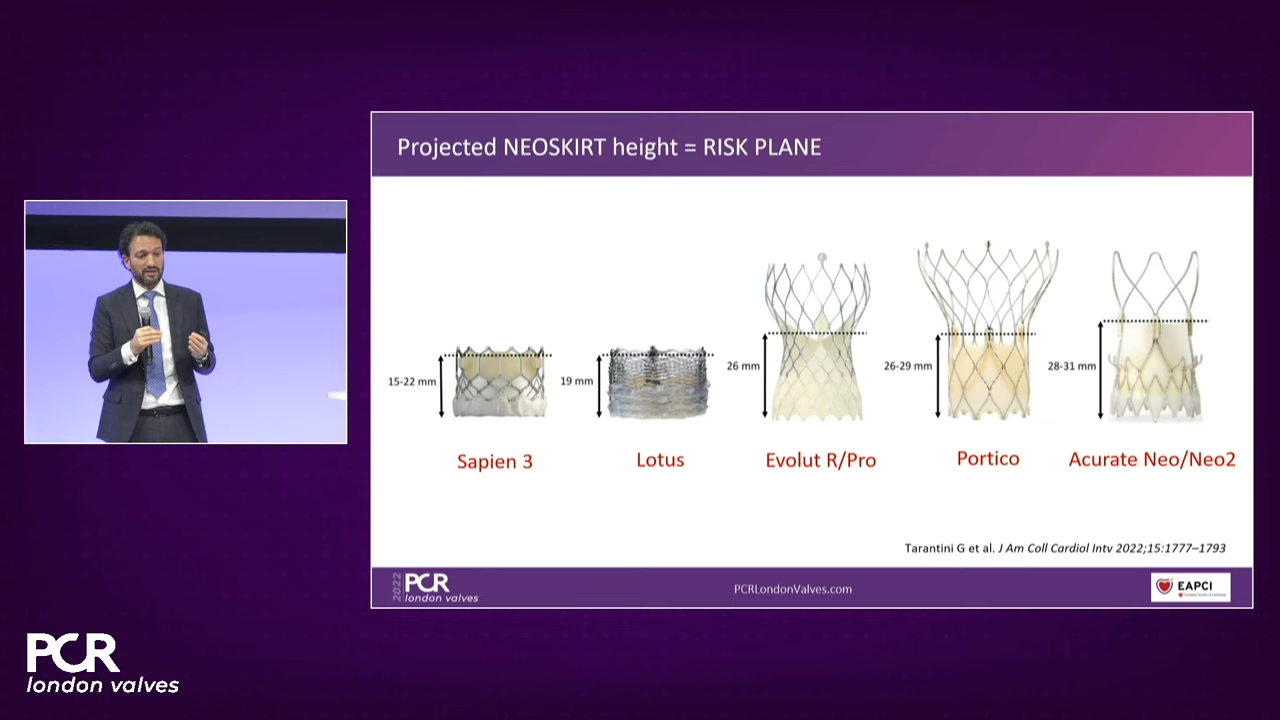 Projected NEOSKIRT height = RISK PLANE
15-22 mm
19 mm
26 mm
26-29 mm
28-31 mm
Sapien 3
Lotus
Evolut R/Pro
Portico
Acurate Neo/Neo2
Tarantini G et al. J Am Coll Cardiol Intv 2022;15:1777–1793
2022
PCR
london valves
PCRLondonValves.com
EAPCI
PCR
london valves